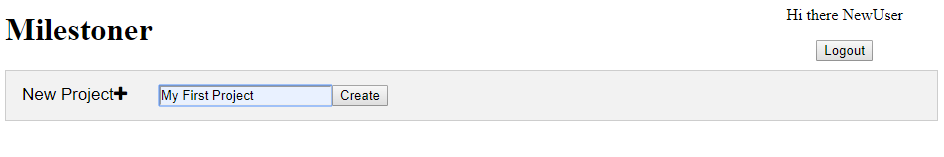 Milestoner
Hi there NewUser
Logout
New Project
My First Project
Create